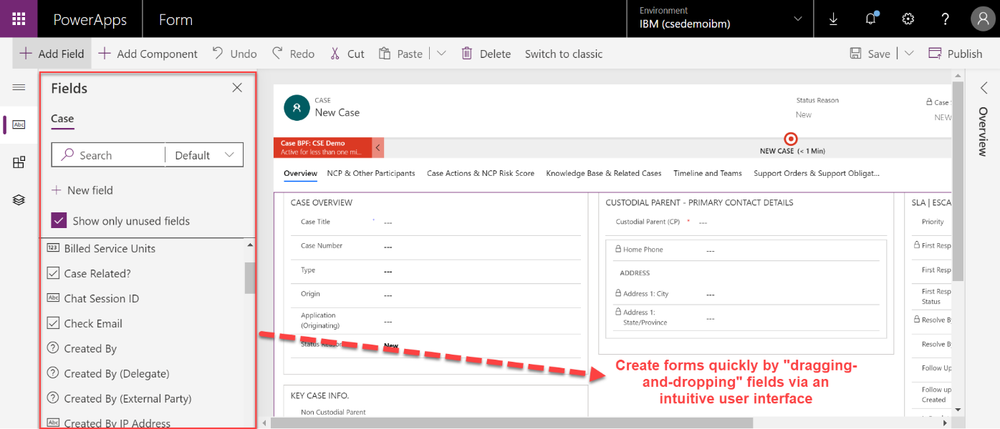 PowerApps
Form
Environment
IBM (csedemoibm)
Add Field
Add Component
Undo
Redo
Cut
Paste
Delete
Switch to classic
Save
Publish
Fields
Case
Search
Default
New field
Show only unused fields
123 Billed Service Units
Case Related?
Abc Chat Session ID
Check Email
Created By
Created By (Delegate)
Created By (External Party)
Abc Created By IP Address
Abc
CASE
New Case
Status Reason
New
Case
NEW
Case BPF: CSE Demo
Active for less than one mi...
NEW CASE (< 1 Min)
Overview
NCP & Other Participants
Case Actions & NCP Risk Score
Knowledge Base & Related Cases
Timeline and Teams
Support Orders & Support Obligat...
CASE OVERVIEW
Case Title * ---
Case Number ---
Type ---
Origin ---
Application
(Originating) ---
Status Reason New
KEY CASE INFO.
Non Custodial Parent
CUSTODIAL PARENT - PRIMARY CONTACT DETAILS
Custodial Parent (CP) * ---
Home Phone ---
ADDRESS
Address 1: City ---
Address 1:
State/Province ---
SLA | ESCA
Priority
First Resp
First Resp
First Resp
Status
Resolve B
Resolve By
Follow Up
Follow up
Created
Overview
Create forms quickly by "dragging-
and-dropping" fields via an
intuitive user interface